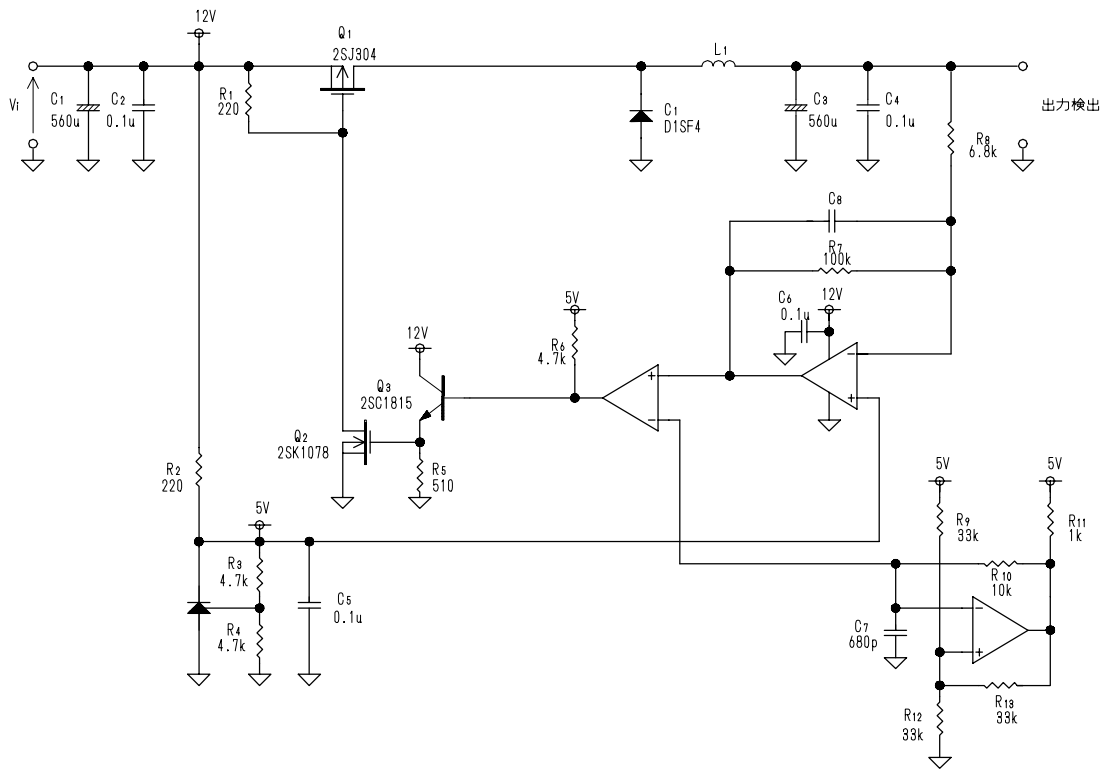 12V
Q1
2SJ304
L1
Vi
C1
560u
C2
0.1u
R1
220
C1
D1SF4
C3
560u
C4
0.1u
出力検出
R8
6.8k
C8
R7
100k
C6
0.1u
12V
5V
R6
4.7k
12V
Q3
2SC1815
Q2
2SK1078
R5
510
R2
220
5V
R3
4.7k
R4
4.7k
C5
0.1u
5V
5V
R9
33k
R11
1k
R10
10k
C7
680p
R12
33k
R13
33k
+
−
−
+
−
+